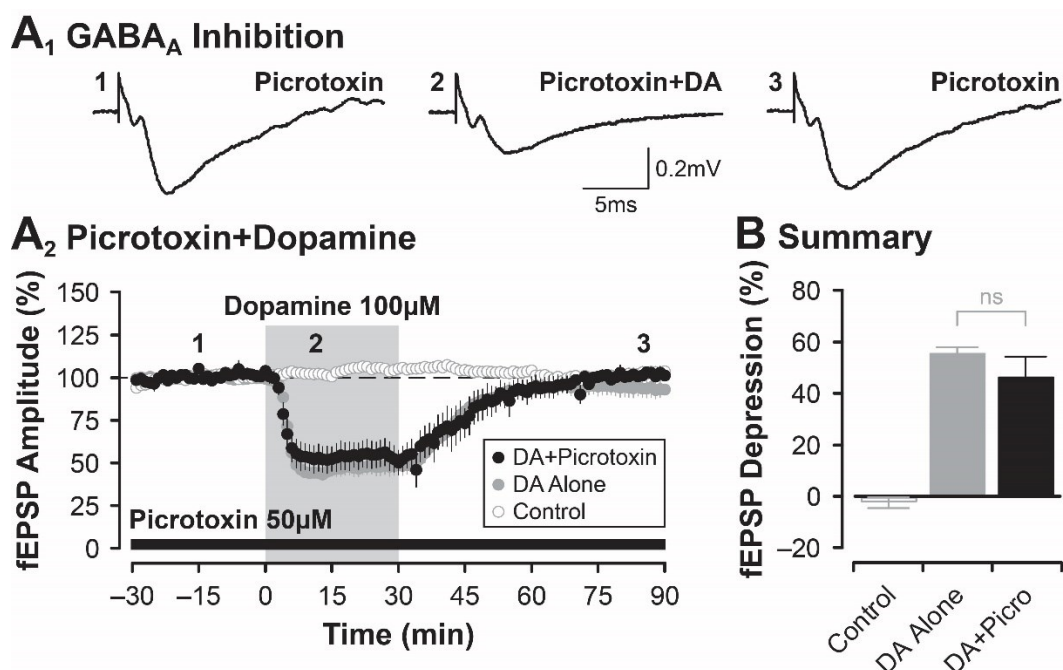 A₁ GABA_A Inhibition
1 Picrotoxin
2 Picrotoxin+DA
3 Picrotoxin
0.2mV
5ms
A₂ Picrotoxin+Dopamine
fEPSP Amplitude (%)
150
125
100
75
50
25
0
Dopamine 100μM
1 2 3
DA+Picrotoxin
DA Alone
Control
Picrotoxin 50μM
–30 –15 0 15 30 45 60 75 90
Time (min)
B Summary
fEPSP Depression (%)
80
60
40
20
0
–20
ns
Control
DA Alone
DA+Picro